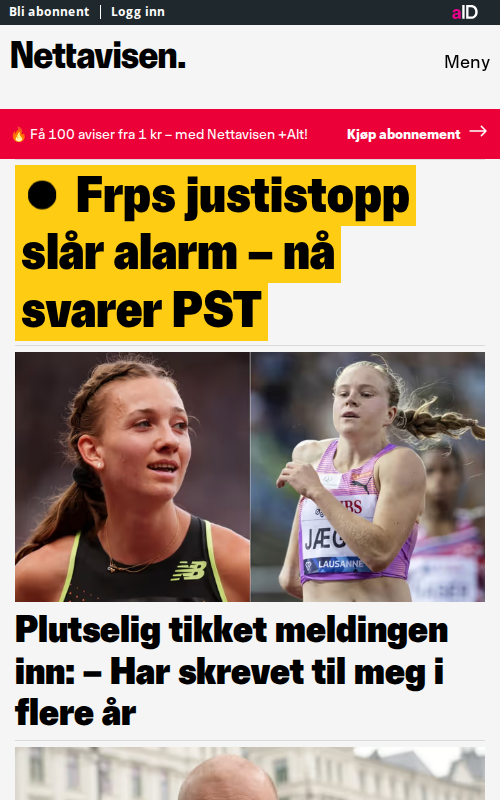 Bli abonnent | Logg inn
aID
Nettavisen.
Meny
🔥 Få 100 aviser fra 1 kr – med Nettavisen +Alt!
Kjøp abonnement →
● Frps justistopp
slår alarm – nå
svarer PST
LAUSANNE
Plutselig tikket meldingen
inn: – Har skrevet til meg i
flere år